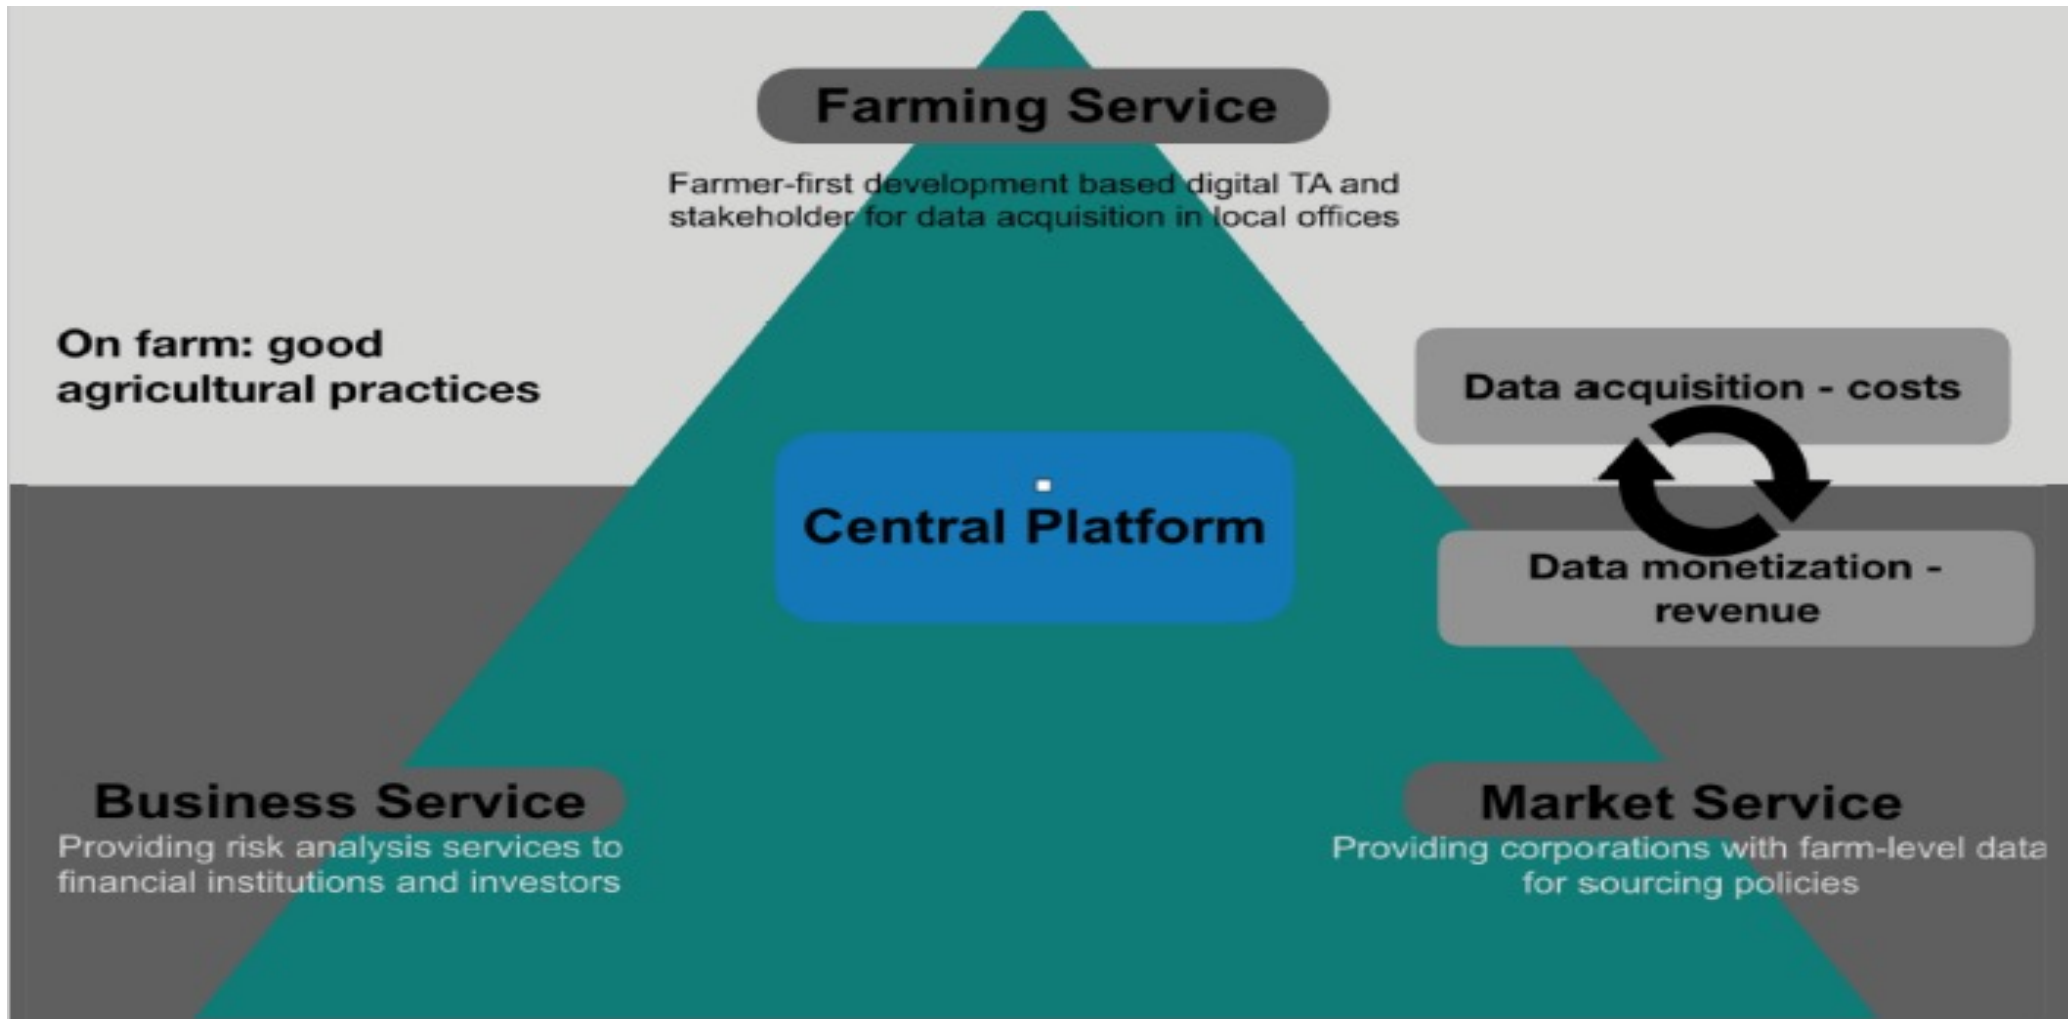 Farming Service
Farmer-first development based digital TA and
stakeholder for data acquisition in local offices
On farm: good
agricultural practices
Data acquisition - costs
Central Platform
Data monetization -
revenue
Business Service
Providing risk analysis services to
financial institutions and investors
Market Service
Providing corporations with farm-level data
for sourcing policies